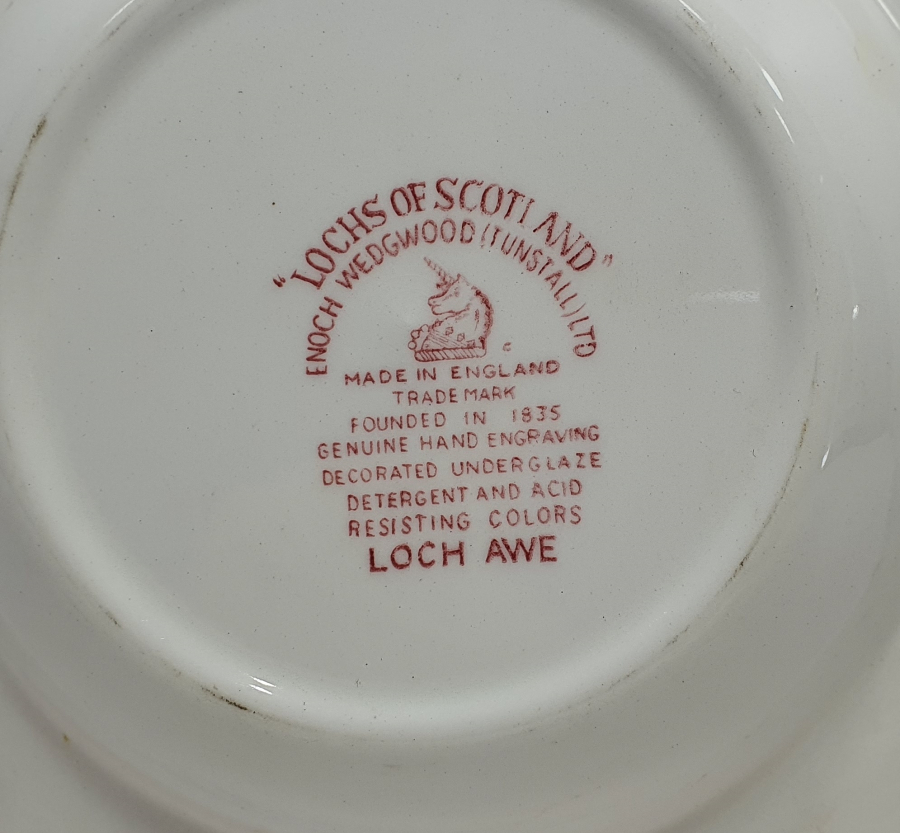 "LOCHS OF SCOTLAND"
ENOCH WEDGWOOD (TUNSTALL) LTD
C
MADE IN ENGLAND
TRADE MARK
FOUNDED IN 1835
GENUINE HAND ENGRAVING
DECORATED UNDERGLAZE
DETERGENT AND ACID
RESISTING COLORS
LOCH AWE